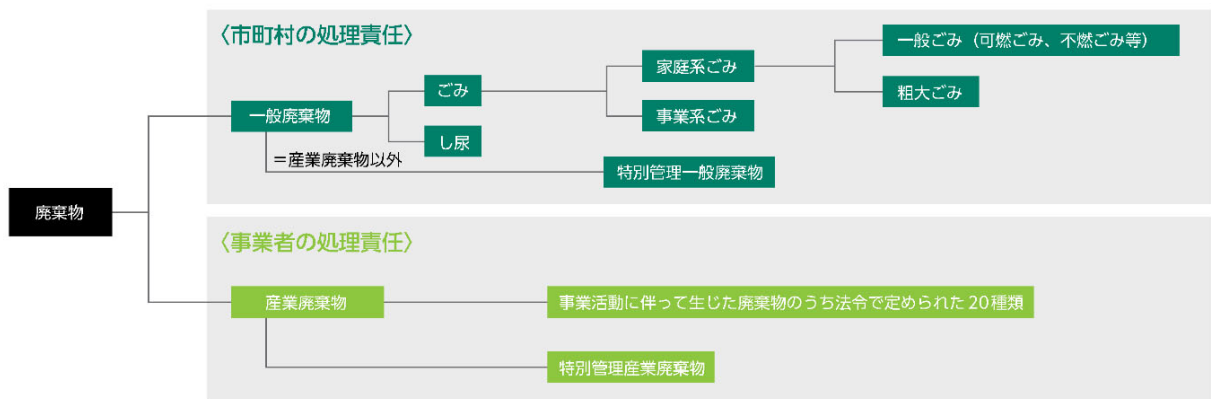 〈市町村の処理責任〉
一般ごみ（可燃ごみ、不燃ごみ等）
家庭系ごみ
ごみ
粗大ごみ
一般廃棄物
事業系ごみ
し尿
＝産業廃棄物以外
特別管理一般廃棄物
廃棄物
〈事業者の処理責任〉
産業廃棄物
事業活動に伴って生じた廃棄物のうち法令で定められた20種類
特別管理産業廃棄物